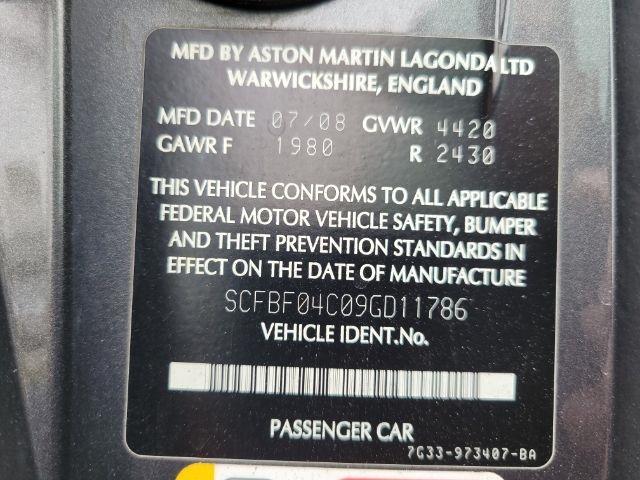 MFD BY ASTON MARTIN LAGONDA LTD
WARWICKSHIRE, ENGLAND
MFD DATE 07/08 GVWR 4420
GAWR F 1980 R 2430
THIS VEHICLE CONFORMS TO ALL APPLICABLE
FEDERAL MOTOR VEHICLE SAFETY, BUMPER
AND THEFT PREVENTION STANDARDS IN
EFFECT ON THE DATE OF MANUFACTURE
SCFBF04C09GD11786
VEHICLE IDENT.No.
PASSENGER CAR
7G33-973407-BA